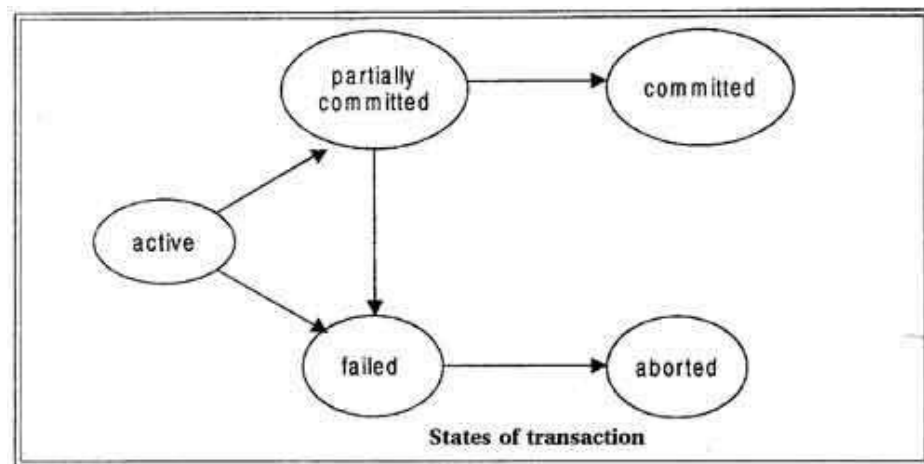 partially
committed
committed
active
failed
aborted
States of transaction